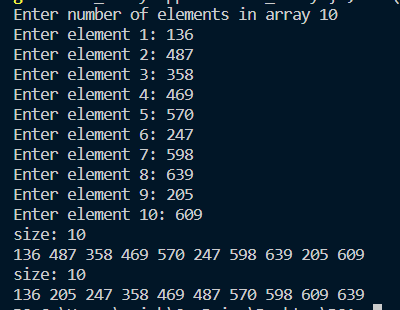 Enter number of elements in array 10
Enter element 1: 136
Enter element 2: 487
Enter element 3: 358
Enter element 4: 469
Enter element 5: 570
Enter element 6: 247
Enter element 7: 598
Enter element 8: 639
Enter element 9: 205
Enter element 10: 609
size: 10
136 487 358 469 570 247 598 639 205 609
size: 10
136 205 247 358 469 487 570 598 609 639